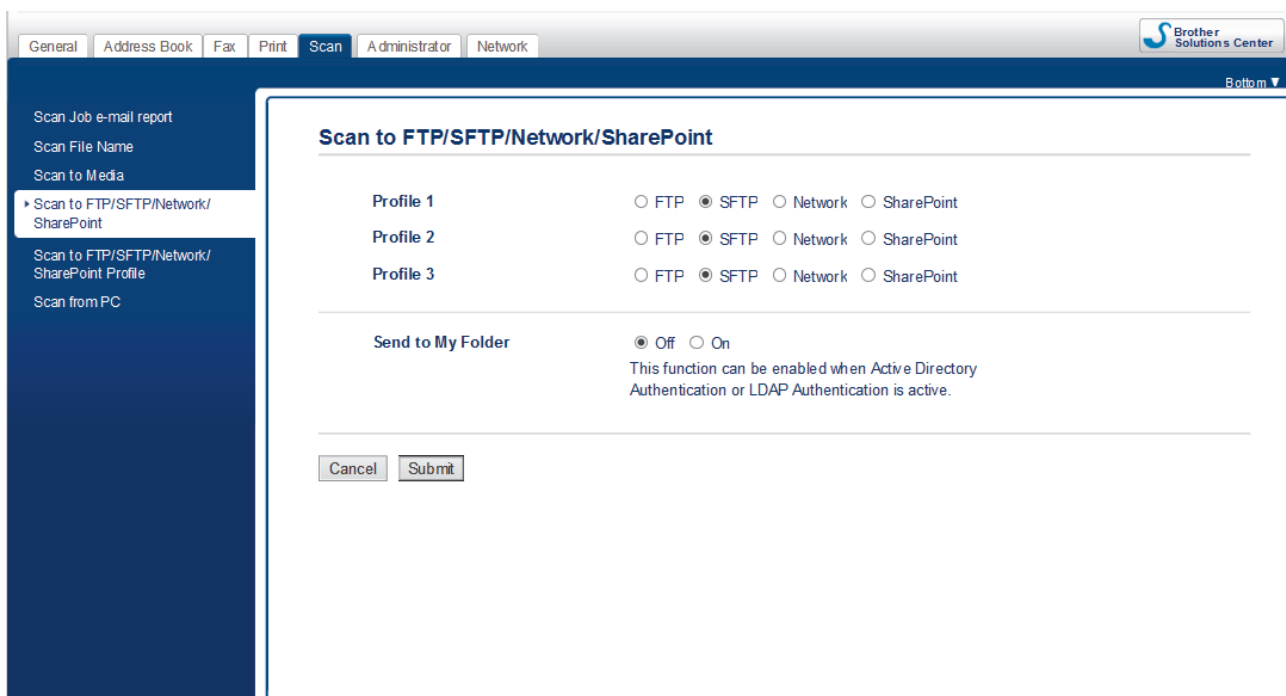 General Address Book Fax Print Scan Administrator Network
Brother
Solutions Center
Bottom ▼
Scan Job e-mail report
Scan File Name
Scan to Media
Scan to FTP/SFTP/Network/
SharePoint
Scan to FTP/SFTP/Network/
SharePoint Profile
Scan from PC
Scan to FTP/SFTP/Network/SharePoint
Profile 1 FTP SFTP Network SharePoint
Profile 2 FTP SFTP Network SharePoint
Profile 3 FTP SFTP Network SharePoint
Send to My Folder Off On
This function can be enabled when Active Directory
Authentication or LDAP Authentication is active.
Cancel Submit